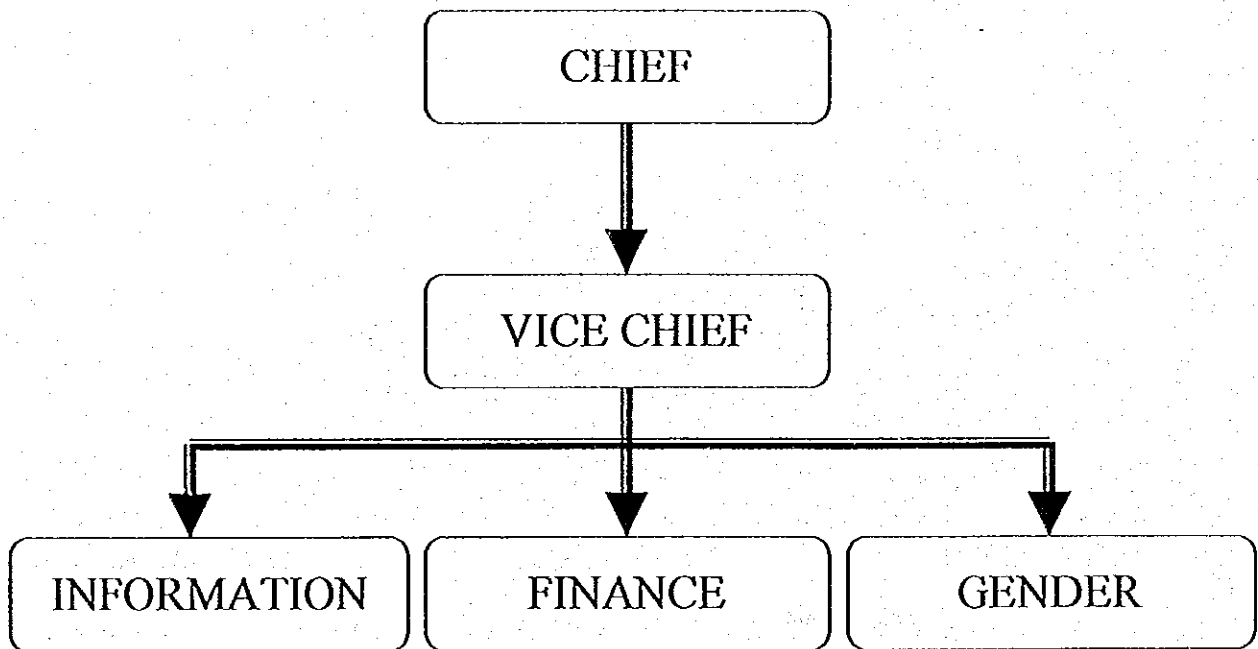 CHIEF
VICE CHIEF
INFORMATION
FINANCE
GENDER